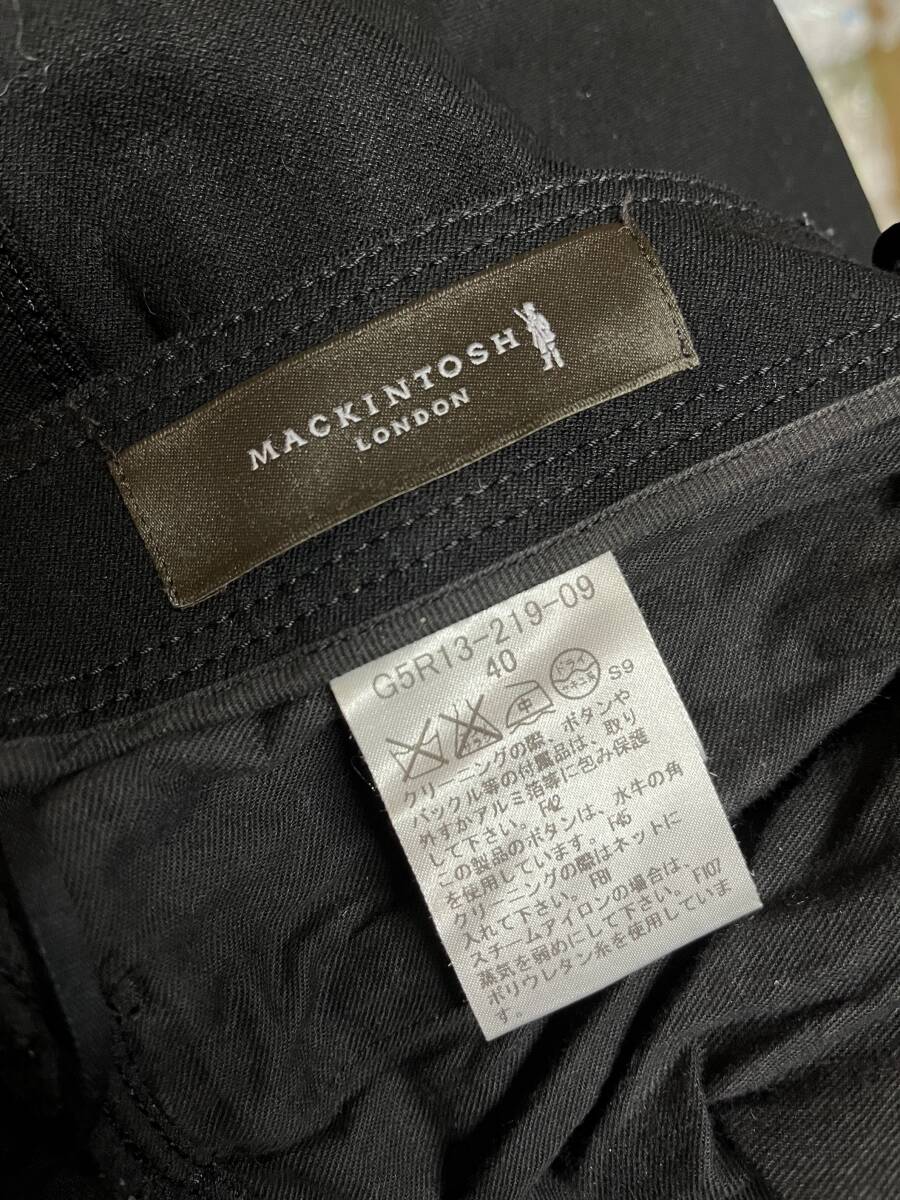 MACKINTOSH
LONDON
G5R13-219-09
40
中 ドライ S9
クリーニングの際、ボタンや
バックル等の付属品は、取り
外すかアルミ箔等に包み保護
して下さい。 F42
この製品のボタンは、水牛の角
を使用しています。 F45
クリーニングの際はネットに
入れて下さい。 F81
スチームアイロンの場合は、
蒸気を弱めにして下さい。 F107
ポリウレタン糸を使用していま
す。